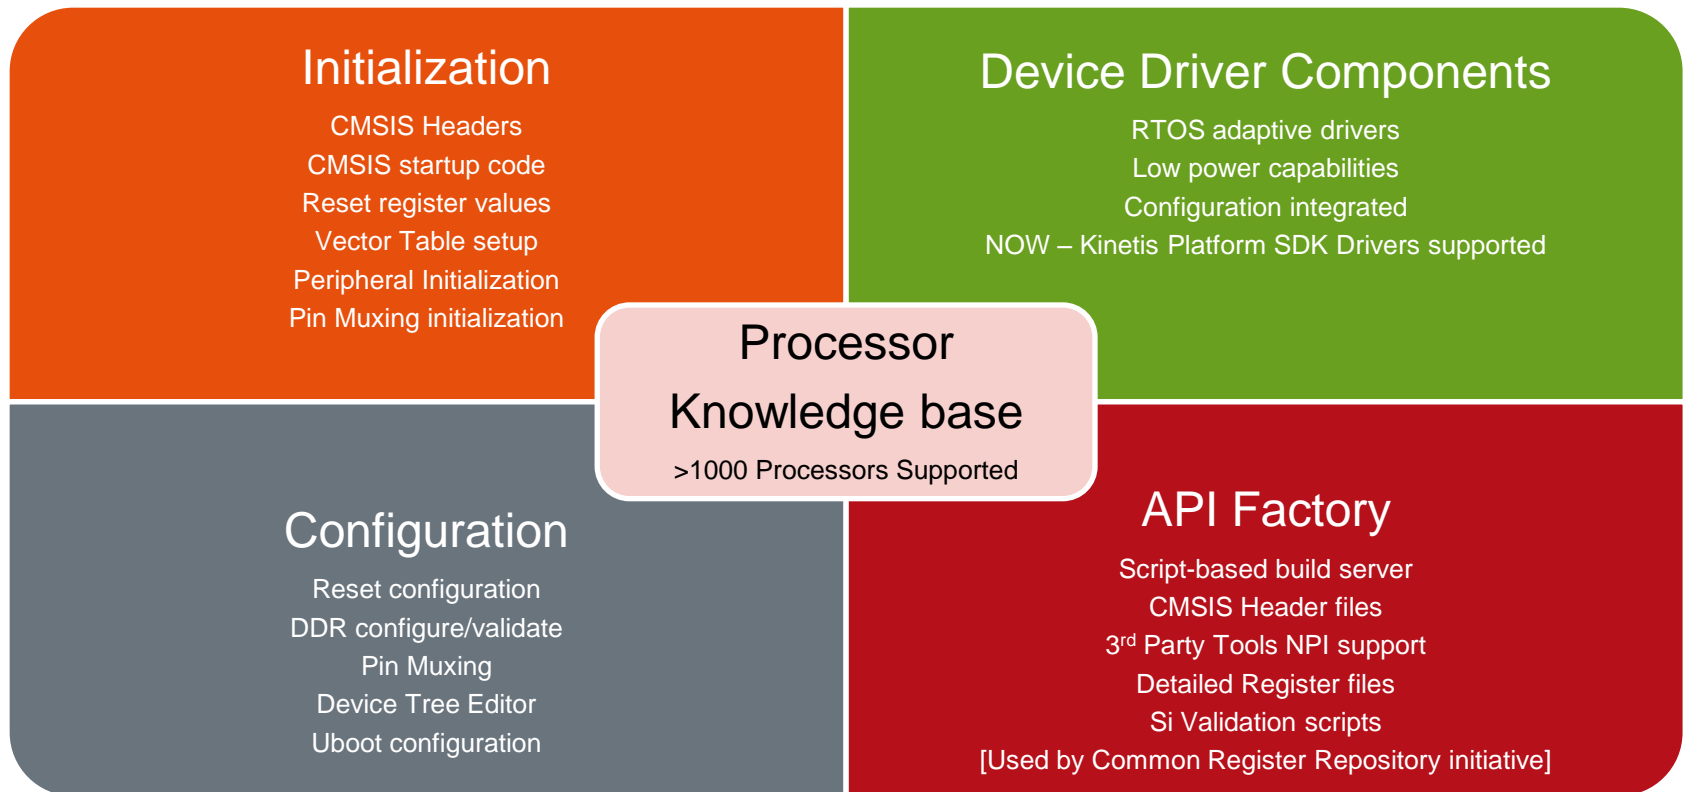 Initialization
CMSIS Headers
CMSIS startup code
Reset register values
Vector Table setup
Peripheral Initialization
Pin Muxing initialization
Device Driver Components
RTOS adaptive drivers
Low power capabilities
Configuration integrated
NOW – Kinetis Platform SDK Drivers supported
Processor
Knowledge base
>1000 Processors Supported
Configuration
Reset configuration
DDR configure/validate
Pin Muxing
Device Tree Editor
Uboot configuration
API Factory
Script-based build server
CMSIS Header files
3rd Party Tools NPI support
Detailed Register files
Si Validation scripts
[Used by Common Register Repository initiative]